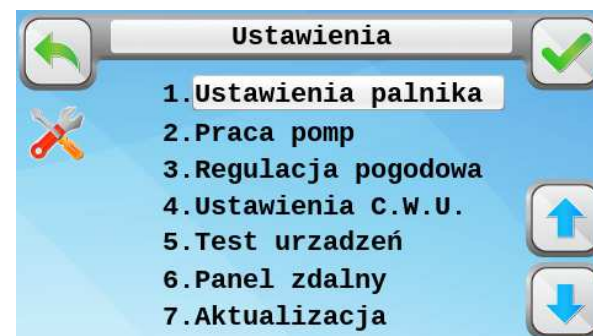 Ustawienia
1.Ustawienia palnika
2.Praca pomp
3.Regulacja pogodowa
4.Ustawienia C.W.U.
5.Test urzadzeń
6.Panel zdalny
7.Aktualizacja